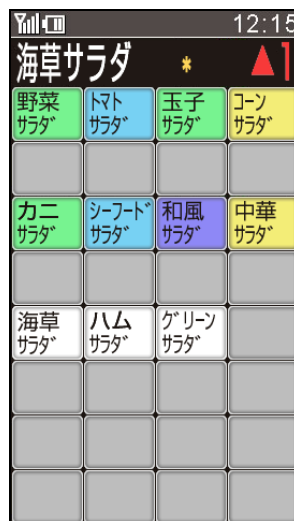 12:15
海草サラダ * ▲1
野菜 サラダ
トマト サラダ
玉子 サラダ
コーン サラダ
カニ サラダ
シーフード サラダ
和風 サラダ
中華 サラダ
海草 サラダ
ハム サラダ
グリーン サラダ